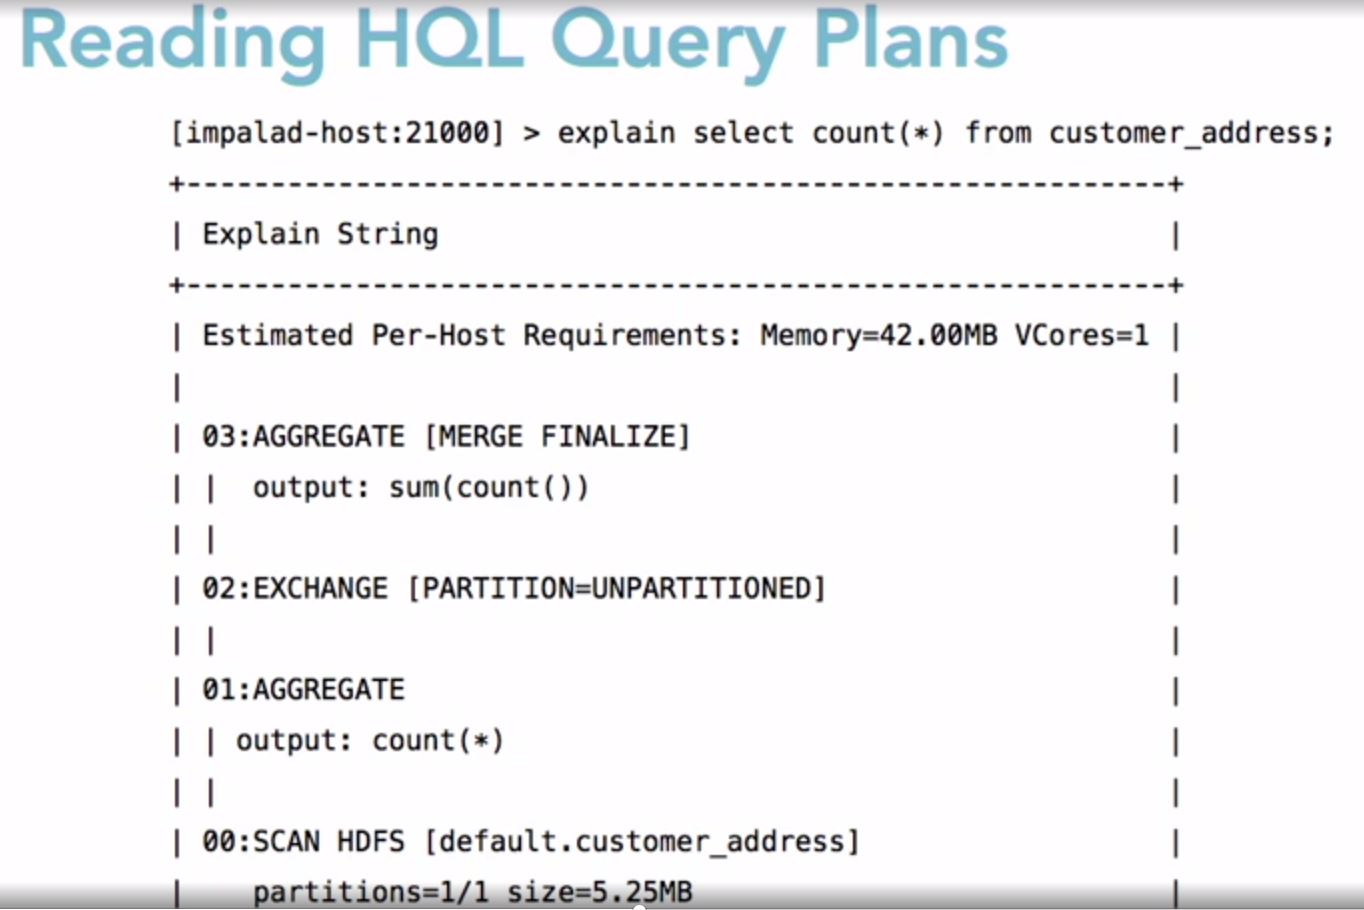 Reading HQL Query Plans
[impalad-host:21000] > explain select count(*) from customer_address;
+----------------------------------------------------------+
| Explain String |
+----------------------------------------------------------+
| Estimated Per-Host Requirements: Memory=42.00MB VCores=1 |
| |
| 03:AGGREGATE [MERGE FINALIZE] |
| | output: sum(count()) |
| | |
| 02:EXCHANGE [PARTITION=UNPARTITIONED] |
| | |
| 01:AGGREGATE |
| | output: count(*) |
| | |
| 00:SCAN HDFS [default.customer_address] |
| partitions=1/1 size=5.25MB |